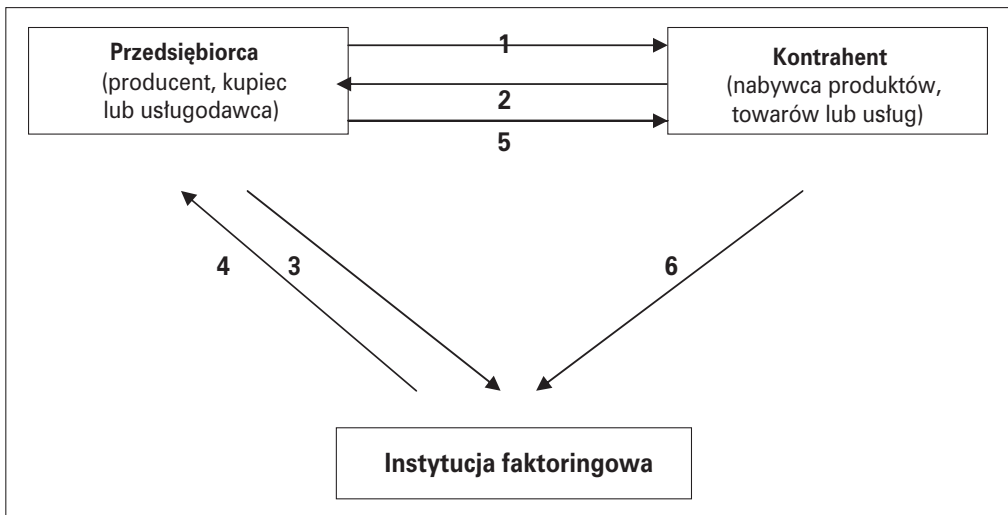 Przedsiębiorca
(producent, kupiec
lub usługodawca)
1
2
5
Kontrahent
(nabywca produktów,
towarów lub usług)
4
3
6
Instytucja faktoringowa